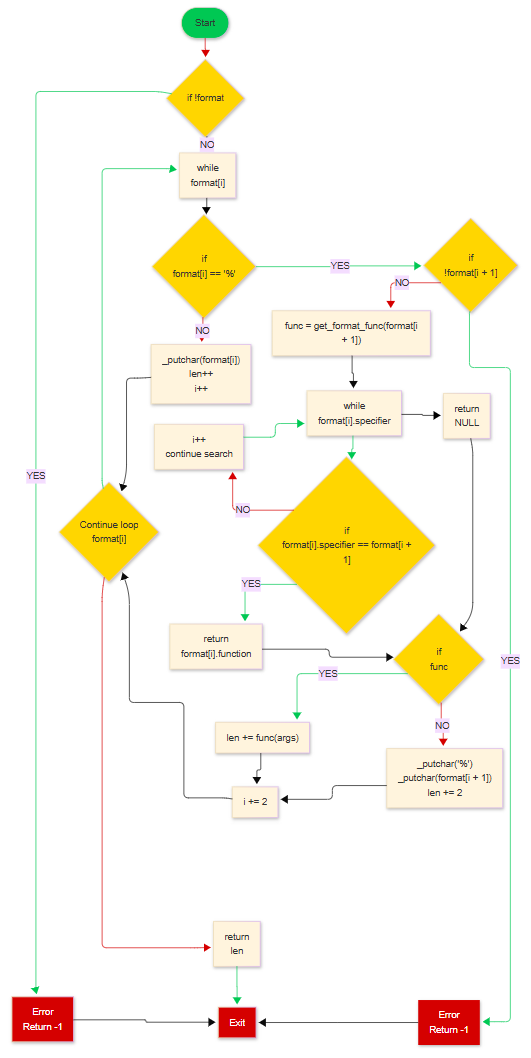 Start
if !format
NO
while
format[i]
if
format[i] == '%'
YES
if
!format[i + 1]
NO
NO
func = get_format_func(format[i
+ 1])
_putchar(format[i])
len++
i++
while
format[i].specifier
return
NULL
i++
continue search
YES
NO
Continue loop
format[i]
if
format[i].specifier == format[i +
1]
YES
return
format[i].function
if
func
YES
YES
NO
len += func(args)
_putchar('%')
_putchar(format[i + 1])
len += 2
i += 2
return
len
Error
Return -1
Exit
Error
Return -1